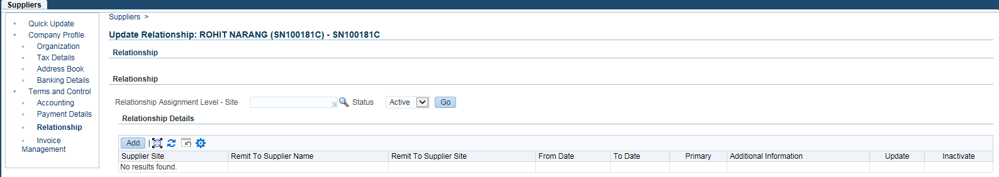 Suppliers
Quick Update
Company Profile
Organization
Tax Details
Address Book
Banking Details
Terms and Control
Accounting
Payment Details
Relationship
Invoice
Management
Suppliers >
Update Relationship: ROHIT NARANG (SN100181C) - SN100181C
Relationship
Relationship
Relationship Assignment Level - Site Status Active Go
Relationship Details
Add
Supplier Site Remit To Supplier Name Remit To Supplier Site From Date To Date Primary Additional Information Update Inactivate
No results found.